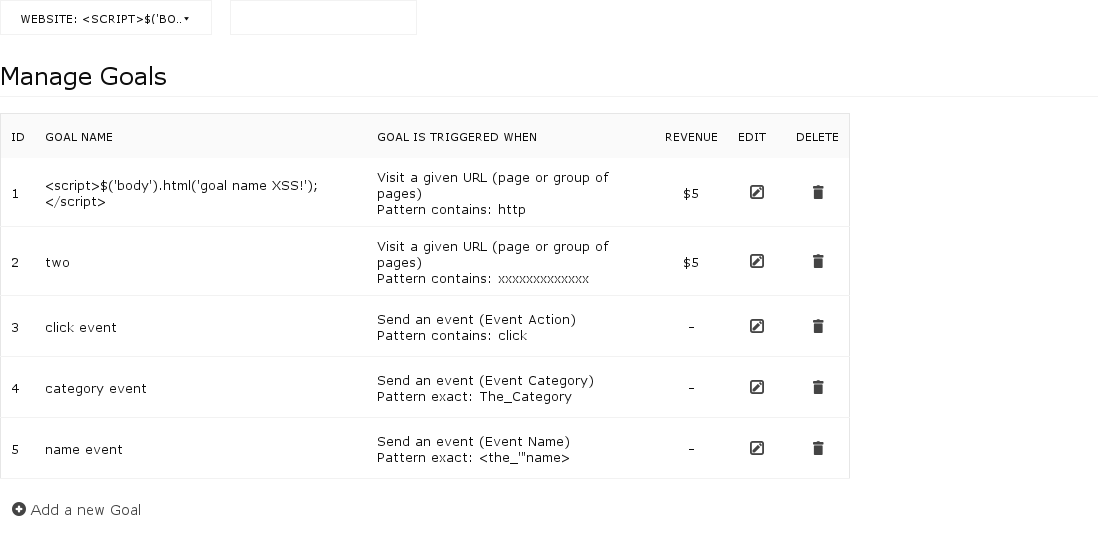 WEBSITE: <SCRIPT>$('BO..
Manage Goals
ID GOAL NAME GOAL IS TRIGGERED WHEN REVENUE EDIT DELETE
1 <script>$('body').html('goal name XSS!');
</script>
Visit a given URL (page or group of
pages)
Pattern contains: http
$5
2 two
Visit a given URL (page or group of
pages)
Pattern contains: xxxxxxxxxxxxx
$5
3 click event
Send an event (Event Action)
Pattern contains: click
-
4 category event
Send an event (Event Category)
Pattern exact: The_Category
-
5 name event
Send an event (Event Name)
Pattern exact: <the_'"name>
-
Add a new Goal